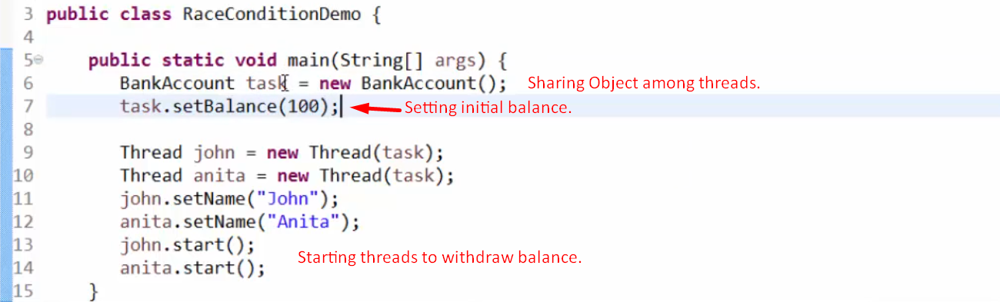 3 public class RaceConditionDemo {
4
5 public static void main(String[] args) {
6 BankAccount task = new BankAccount(); Sharing Object among threads.
7 task.setBalance(100); Setting initial balance.
8
9 Thread john = new Thread(task);
10 Thread anita = new Thread(task);
11 john.setName("John");
12 anita.setName("Anita");
13 john.start();
Starting threads to withdraw balance.
14 anita.start();
15 }